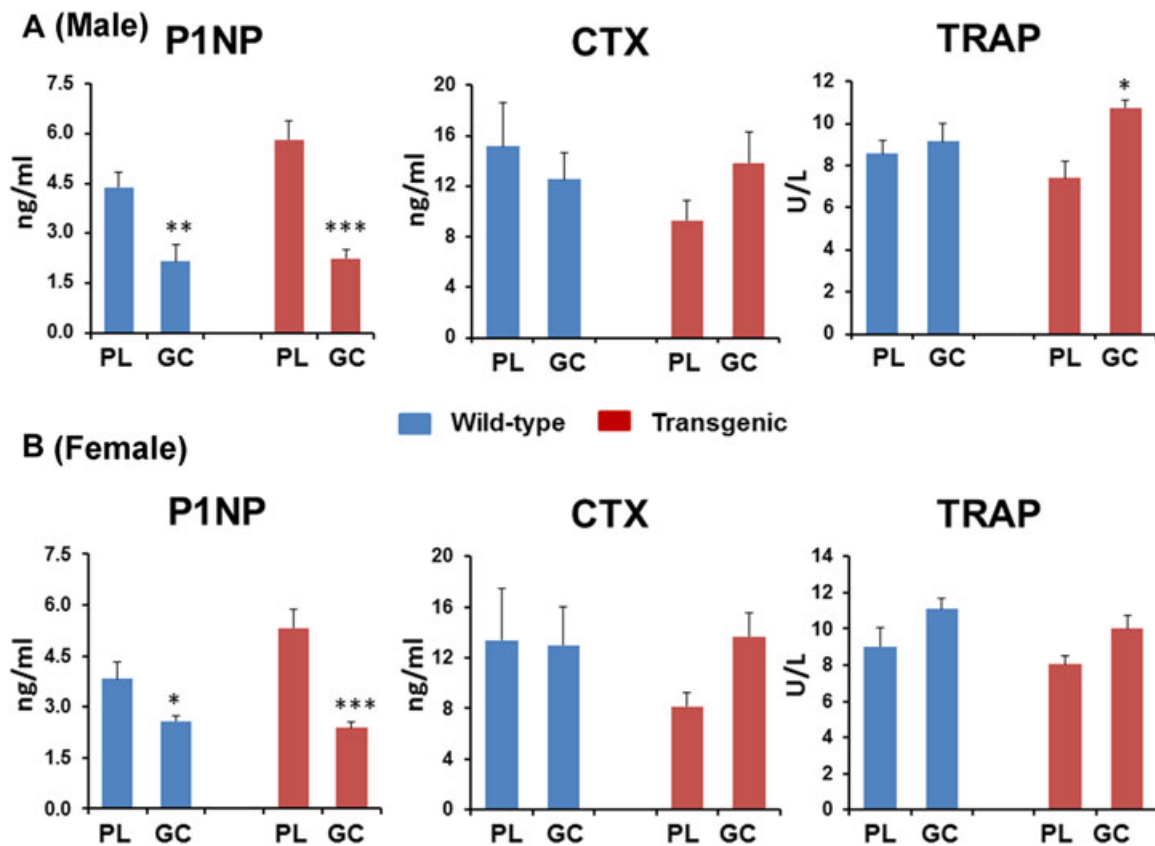 A (Male)
P1NP
CTX
TRAP
7.5
6.0
4.5
3.0
1.5
0.0
ng/ml
**
***
PL GC PL GC
20
16
12
8
4
0
ng/ml
PL GC PL GC
12
10
8
6
4
2
0
U/L
*
PL GC PL GC
Wild-type Transgenic
B (Female)
P1NP
CTX
TRAP
7.5
6.0
4.5
3.0
1.5
0.0
ng/ml
*
***
PL GC PL GC
20
16
12
8
4
0
ng/ml
PL GC PL GC
14
12
10
8
6
4
2
0
U/L
PL GC PL GC